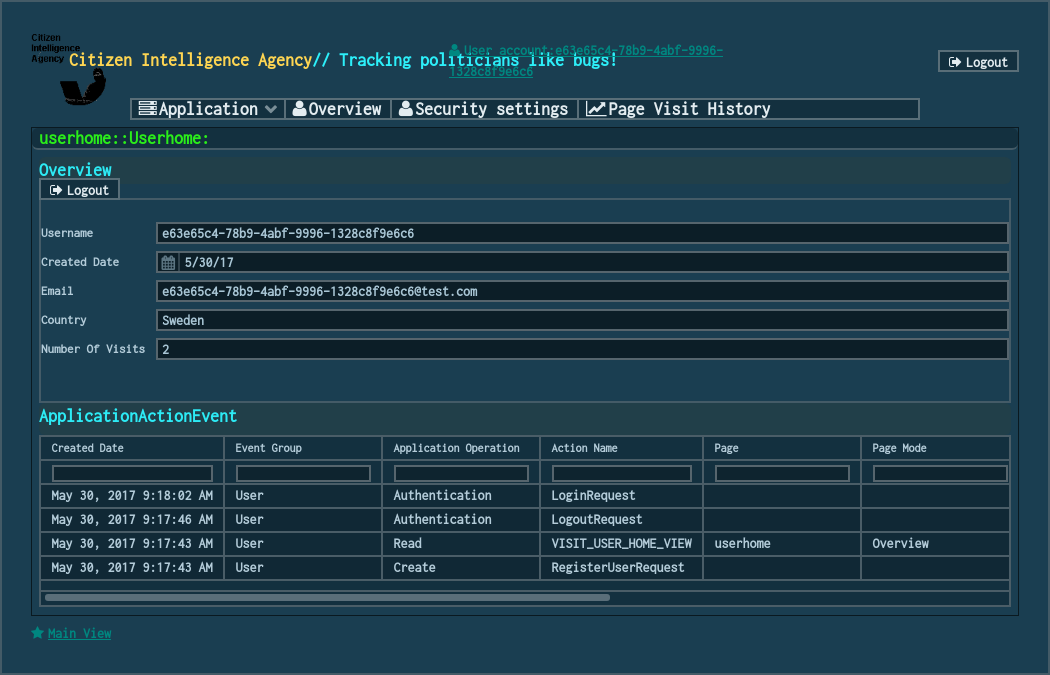 Citizen
Intelligence
Agency
Citizen Intelligence Agency// Tracking politicians like bugs!
User account:e63e65c4-78b9-4abf-9996-
1328c8f9e6c6
Logout
Application Overview Security settings Page Visit History
userhome::Userhome:
Overview
Logout
Username e63e65c4-78b9-4abf-9996-1328c8f9e6c6
Created Date 5/30/17
Email e63e65c4-78b9-4abf-9996-1328c8f9e6c6@test.com
Country Sweden
Number Of Visits 2
ApplicationActionEvent
Created Date Event Group Application Operation Action Name Page Page Mode
May 30, 2017 9:18:02 AM User Authentication LoginRequest
May 30, 2017 9:17:46 AM User Authentication LogoutRequest
May 30, 2017 9:17:43 AM User Read VISIT_USER_HOME_VIEW userhome Overview
May 30, 2017 9:17:43 AM User Create RegisterUserRequest
Main View